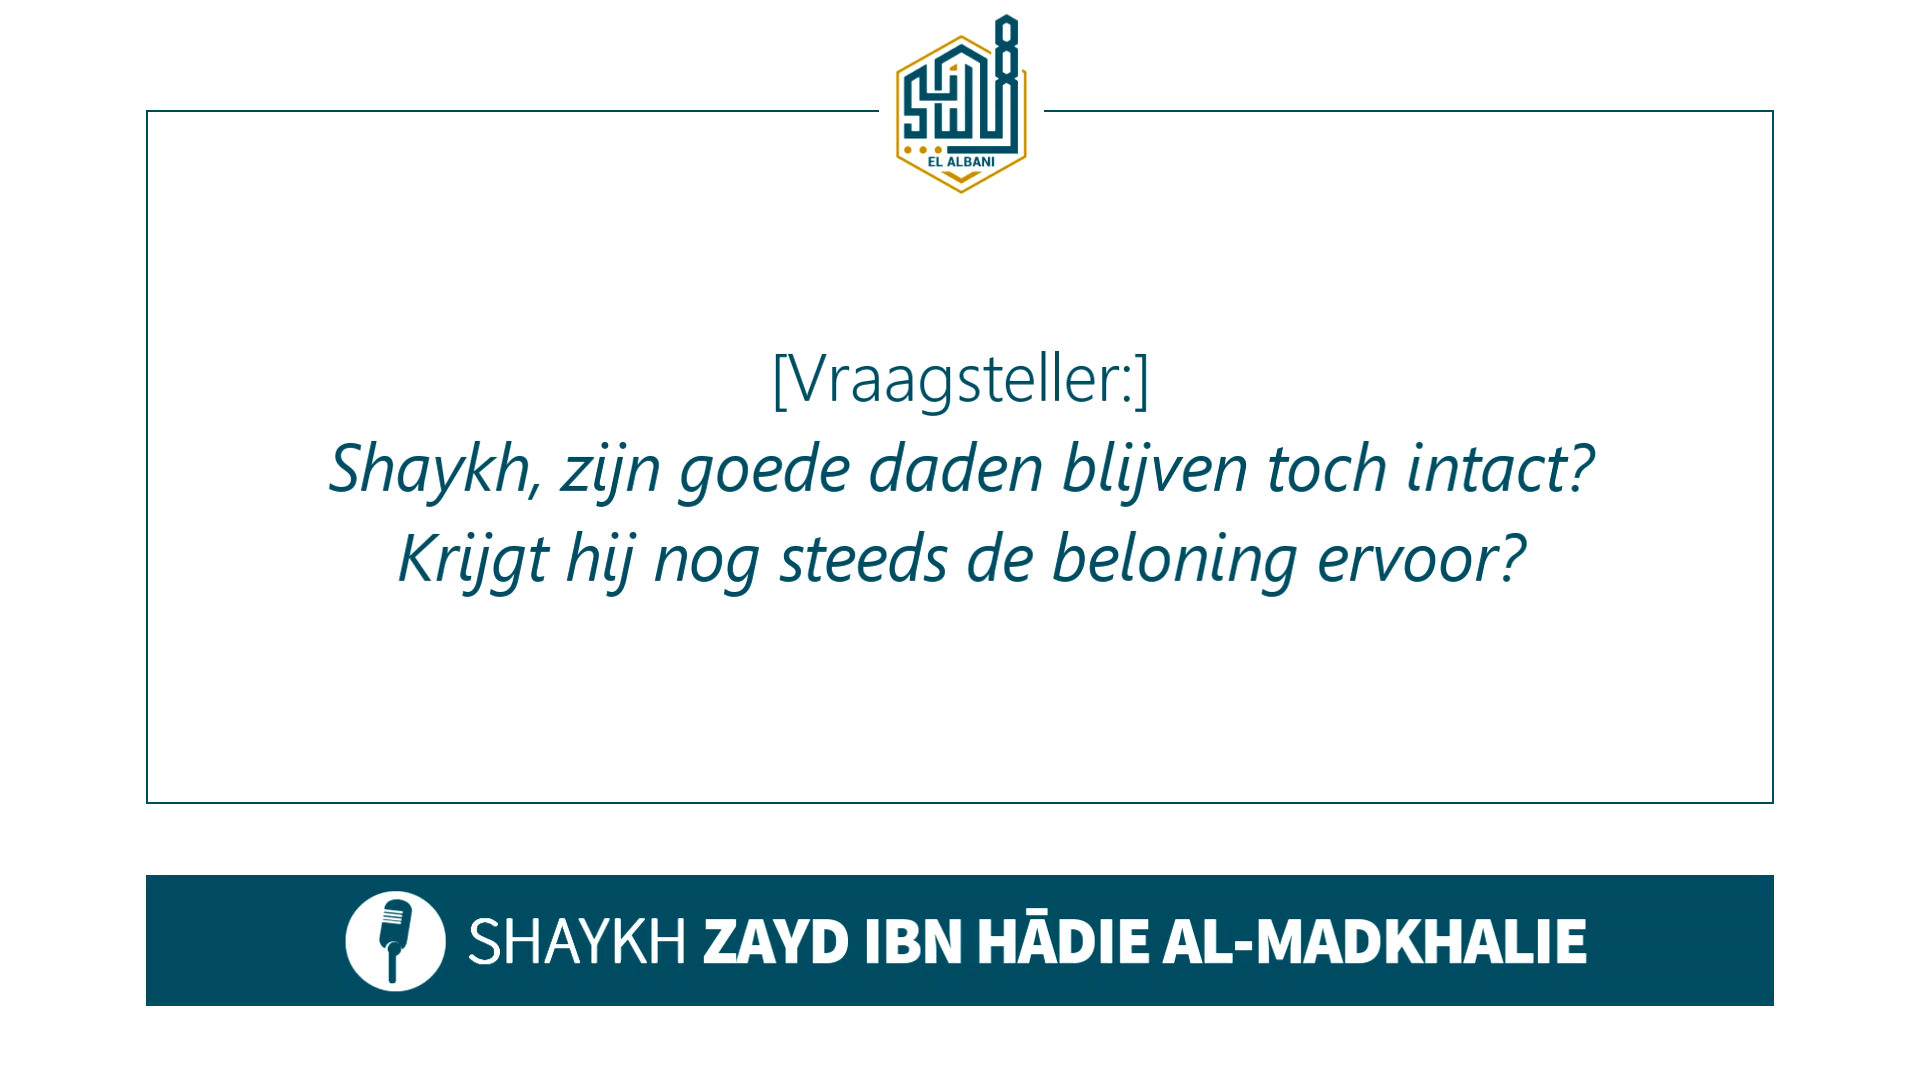 EL ALBANI
[Vraagsteller:]
Shaykh, zijn goede daden blijven toch intact?
Krijgt hij nog steeds de beloning ervoor?
SHAYKH ZAYD IBN HĀDIE AL-MADKHALIE